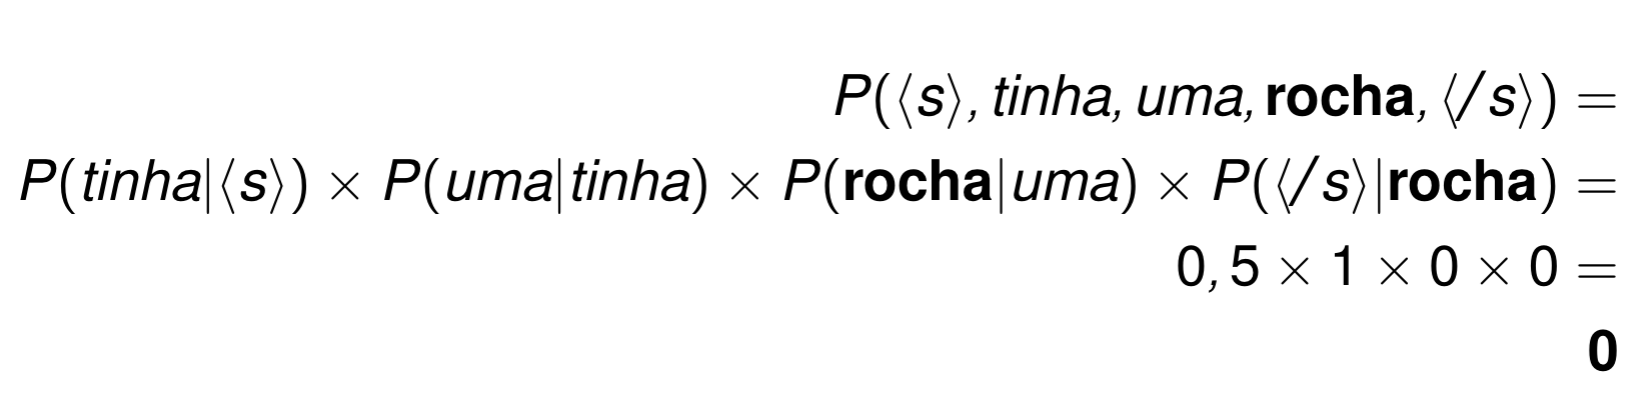 P(⟨s⟩, tinha, uma, rocha, ⟨/s⟩) =
P(tinha|⟨s⟩) × P(uma|tinha) × P(rocha|uma) × P(⟨/s⟩|rocha) =
0, 5 × 1 × 0 × 0 =
0